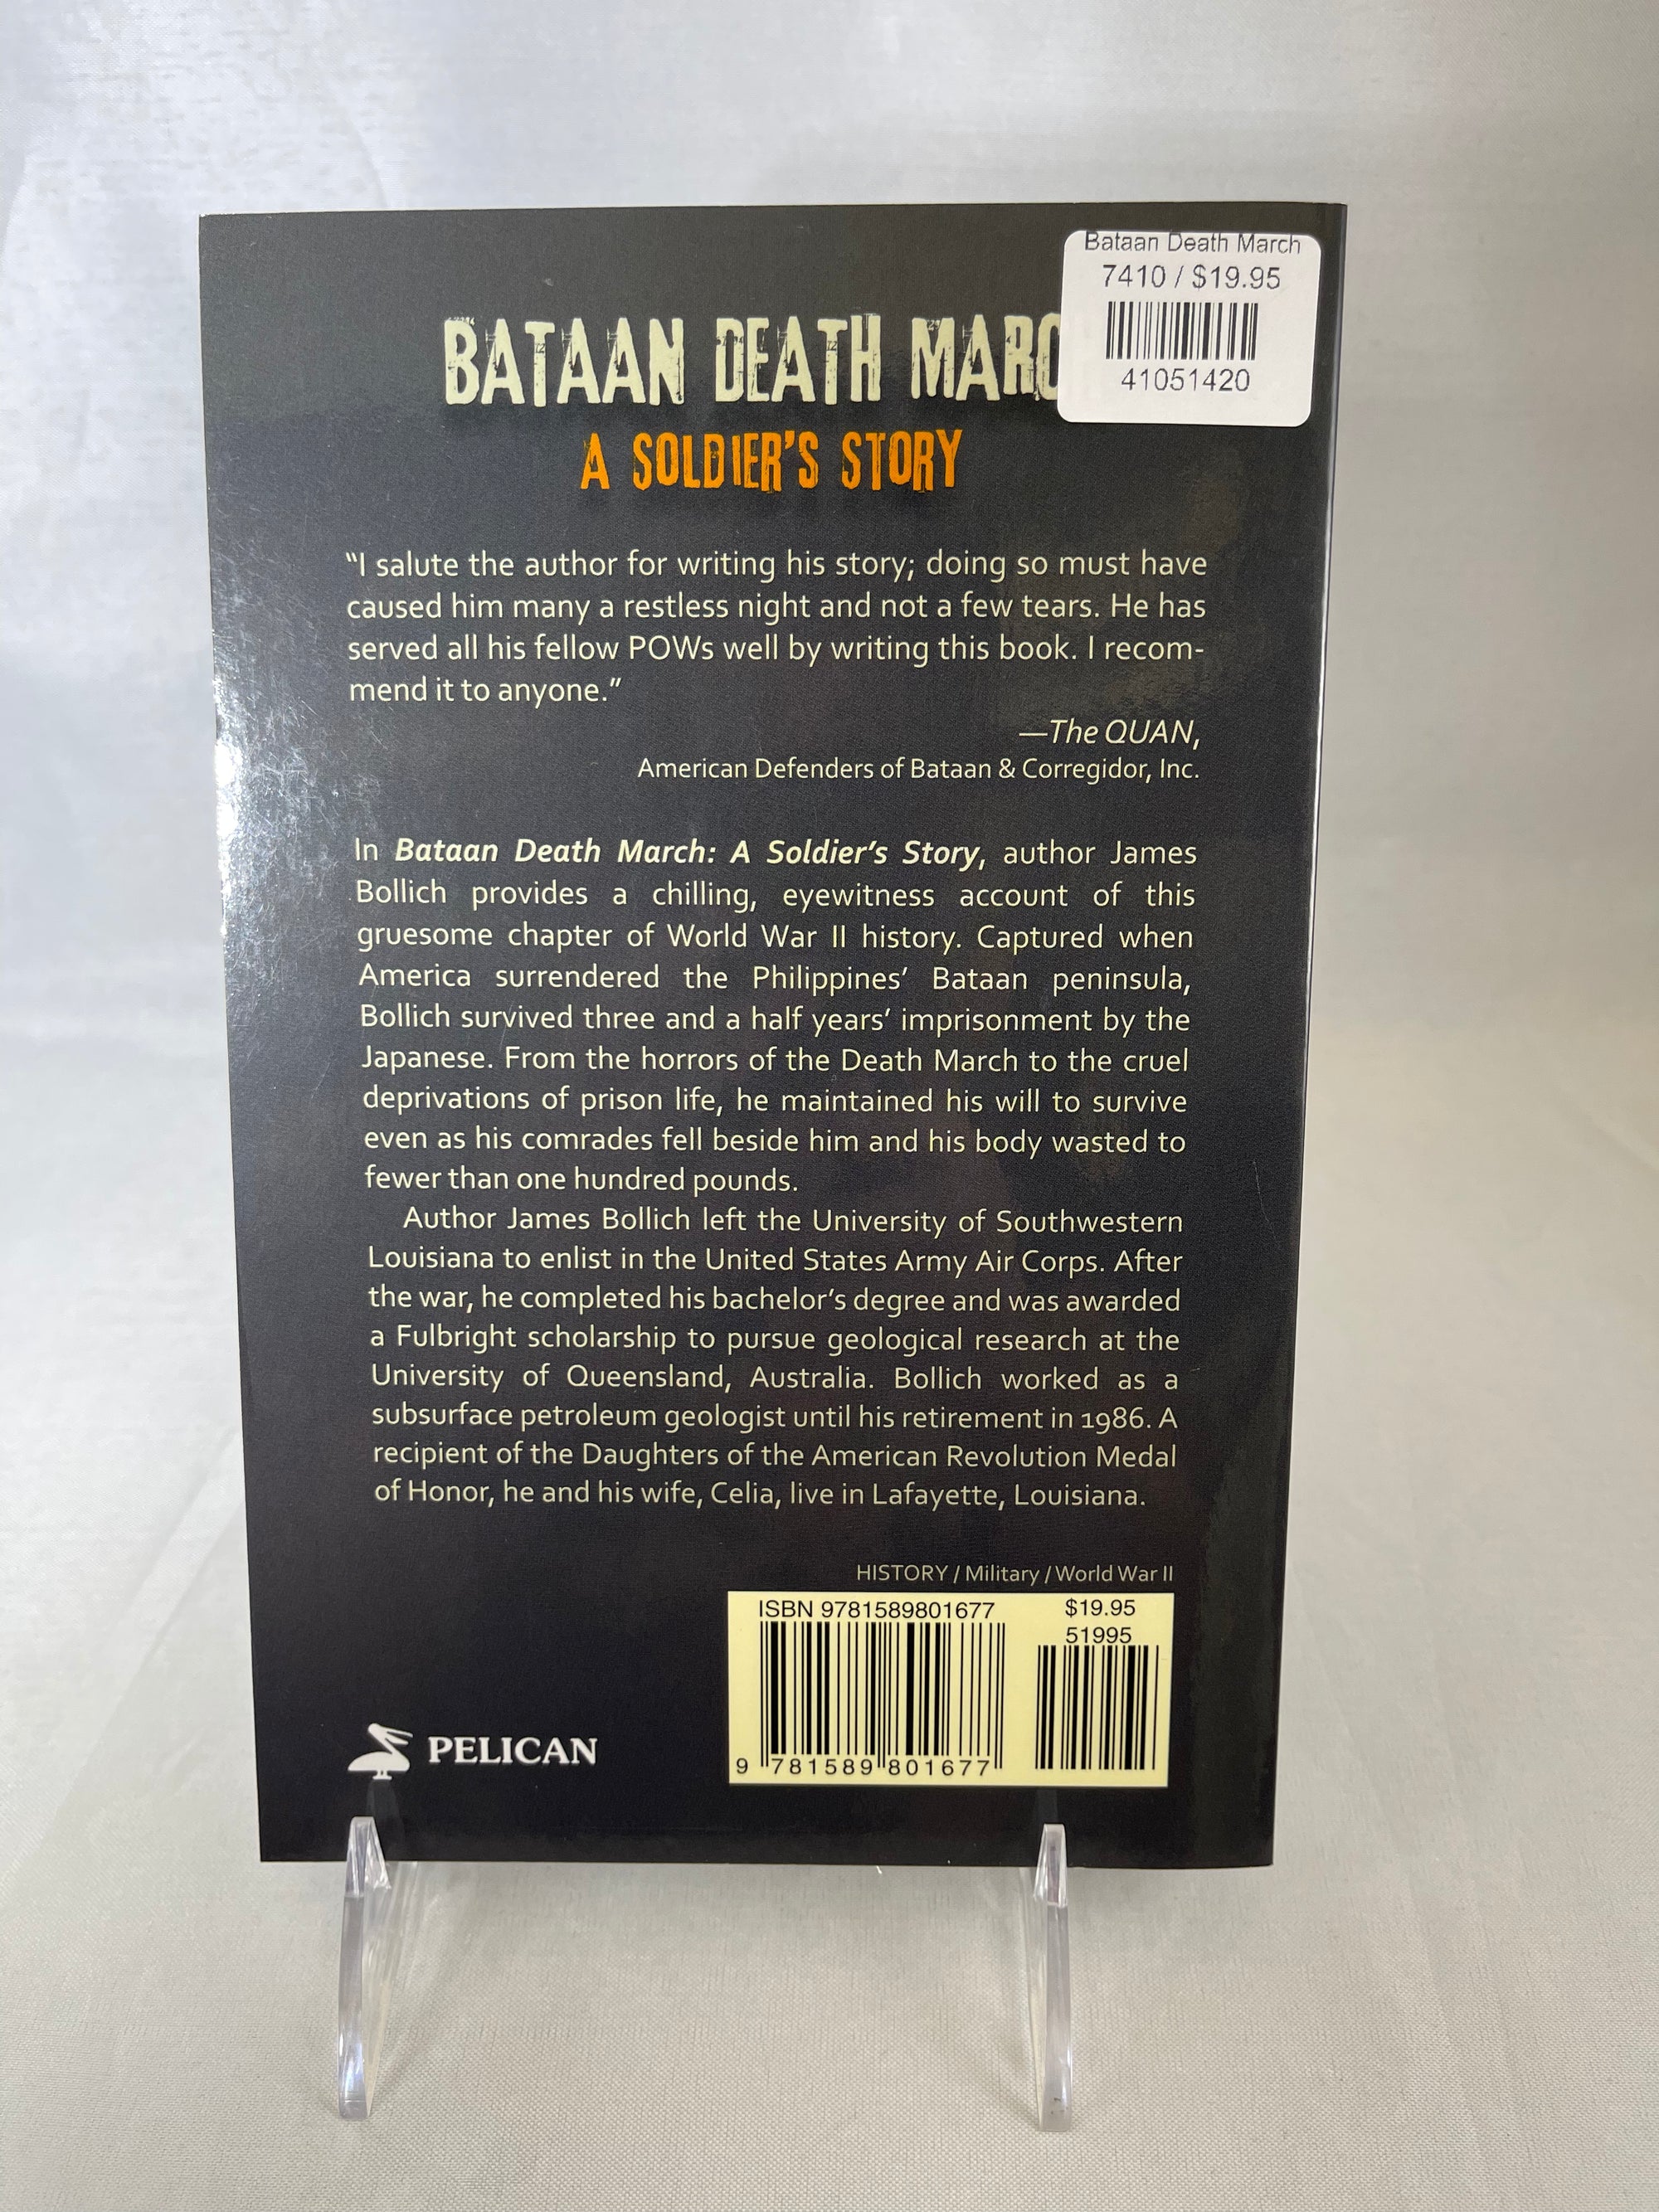 Bataan Death March
7410 / $19.95
41051420
BATAAN DEATH MARC
A SOLDIER'S STORY
“I salute the author for writing his story; doing so must have
caused him many a restless night and not a few tears. He has
served all his fellow POWs well by writing this book. I recom-
mend it to anyone.”
—The QUAN,
American Defenders of Bataan & Corregidor, Inc.
In Bataan Death March: A Soldier’s Story, author James
Bollich provides a chilling, eyewitness account of this
gruesome chapter of World War II history. Captured when
America surrendered the Philippines’ Bataan peninsula,
Bollich survived three and a half years’ imprisonment by the
Japanese. From the horrors of the Death March to the cruel
deprivations of prison life, he maintained his will to survive
even as his comrades fell beside him and his body wasted to
fewer than one hundred pounds.
Author James Bollich left the University of Southwestern
Louisiana to enlist in the United States Army Air Corps. After
the war, he completed his bachelor’s degree and was awarded
a Fulbright scholarship to pursue geological research at the
University of Queensland, Australia. Bollich worked as a
subsurface petroleum geologist until his retirement in 1986. A
recipient of the Daughters of the American Revolution Medal
of Honor, he and his wife, Celia, live in Lafayette, Louisiana.
HISTORY / Military / World War II
ISBN 9781589801677
$19.95
51995
9 781589 801677
PELICAN